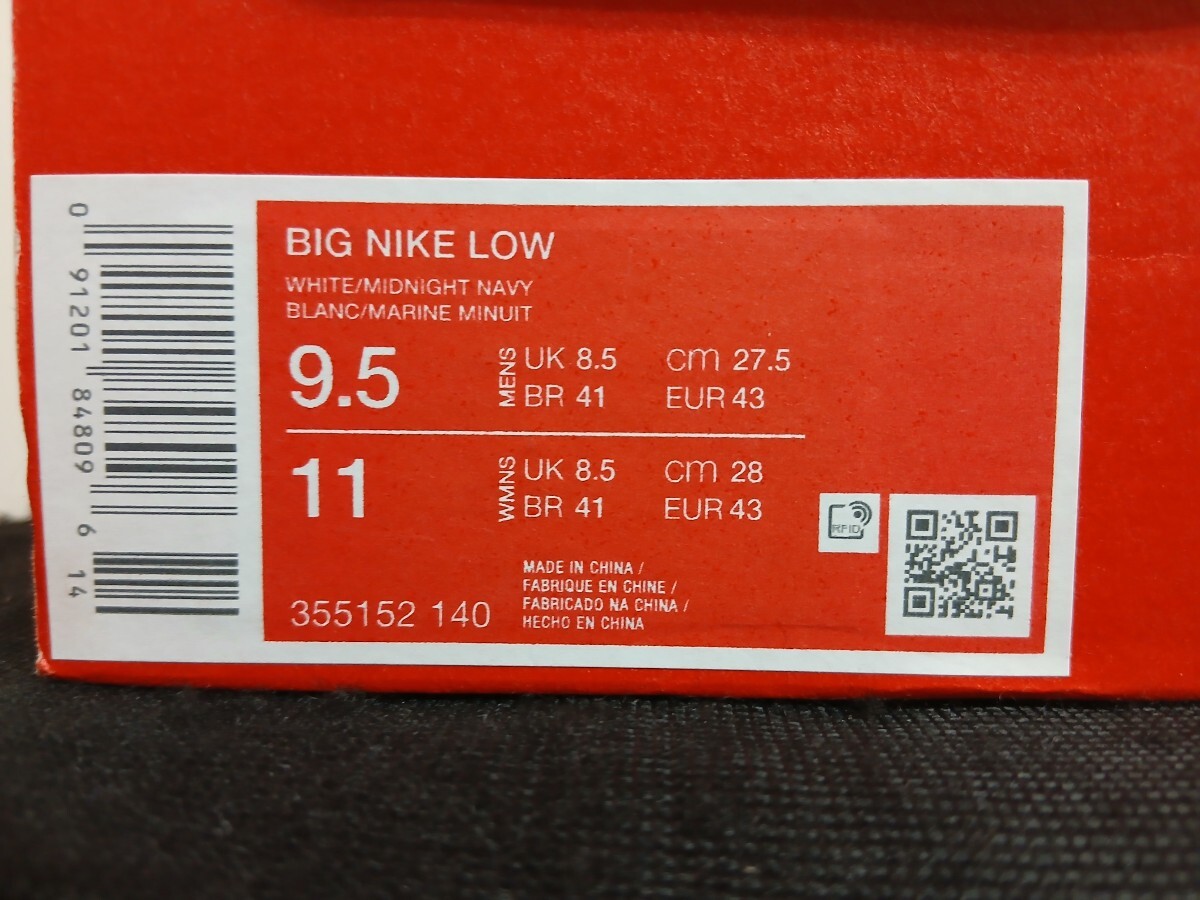 BIG NIKE LOW
WHITE/MIDNIGHT NAVY
BLANC/MARINE MINUIT
9.5 MENS UK 8.5 cm 27.5
BR 41 EUR 43
11 WMNS UK 8.5 cm 28
BR 41 EUR 43
355152 140
MADE IN CHINA /
FABRIQUE EN CHINE /
FABRICADO NA CHINA /
HECHO EN CHINA
RFID
0 91201 84809 6 14